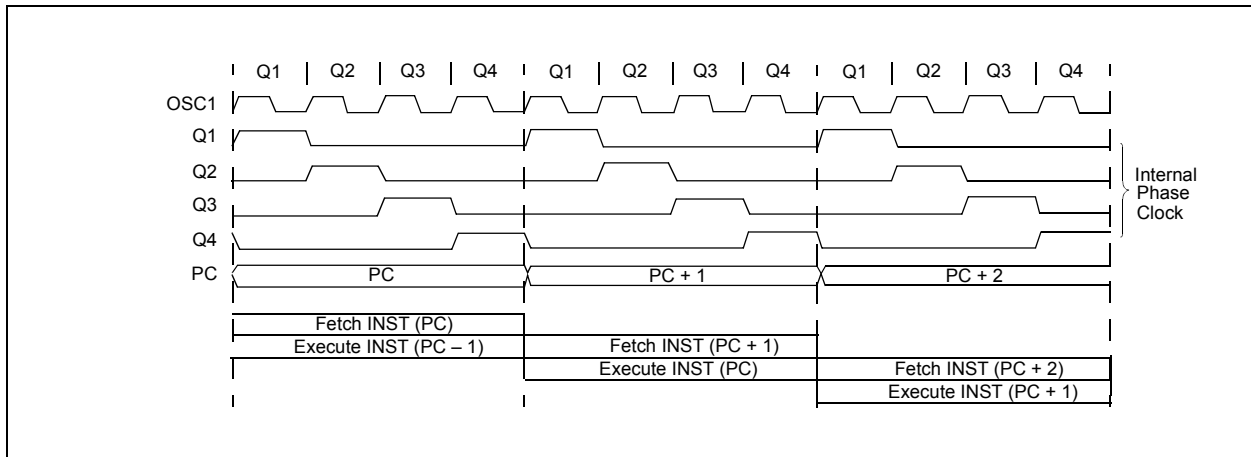 Q1 Q2 Q3 Q4 Q1 Q2 Q3 Q4 Q1 Q2 Q3 Q4
OSC1
Q1
Q2
Q3
Q4
Internal
Phase
Clock
PC PC PC + 1 PC + 2
Fetch INST (PC)
Execute INST (PC – 1) Fetch INST (PC + 1)
Execute INST (PC) Fetch INST (PC + 2)
Execute INST (PC + 1)